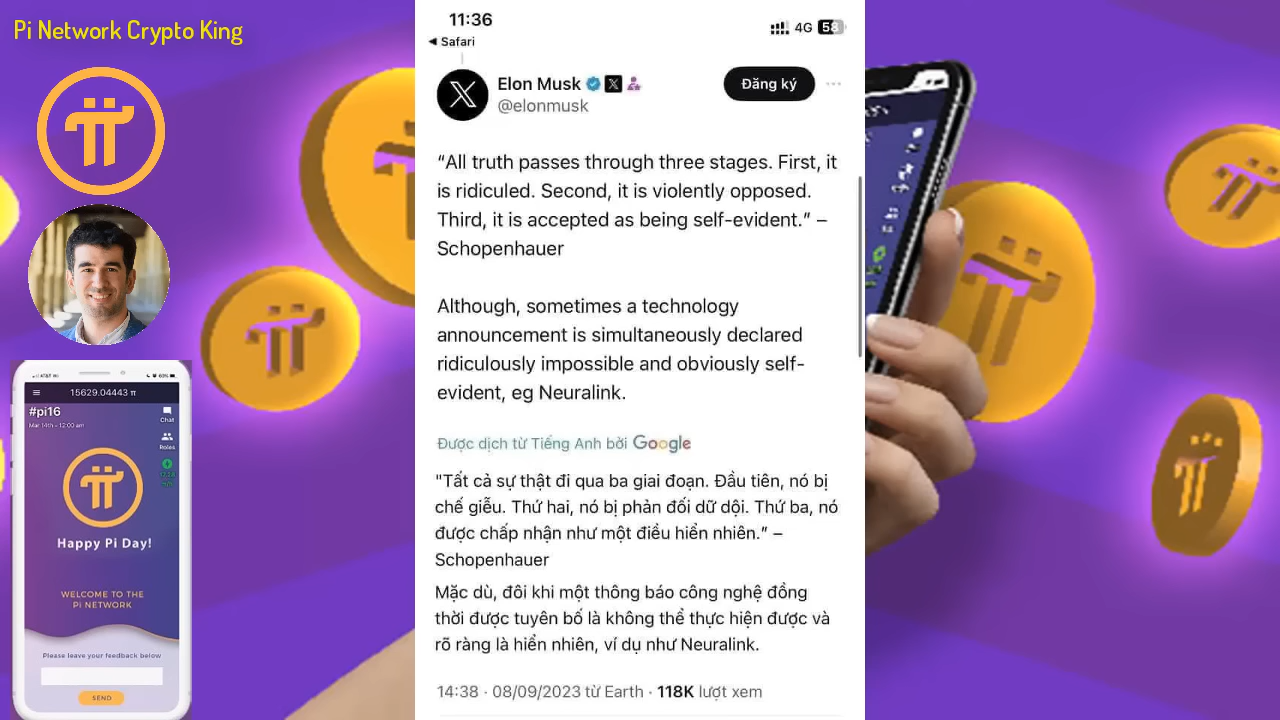 Pi Network Crypto King
11:36
4G
58
◄ Safari
Elon Musk
@elonmusk
Đăng ký
“All truth passes through three stages. First, it
is ridiculed. Second, it is violently opposed.
Third, it is accepted as being self-evident.” –
Schopenhauer
Although, sometimes a technology
announcement is simultaneously declared
ridiculously impossible and obviously self-
evident, eg Neuralink.
Được dịch từ Tiếng Anh bởi Google
"Tất cả sự thật đi qua ba giai đoạn. Đầu tiên, nó bị
chế giễu. Thứ hai, nó bị phản đối dữ dội. Thứ ba, nó
được chấp nhận như một điều hiển nhiên.” –
Schopenhauer
Mặc dù, đôi khi một thông báo công nghệ đồng
thời được tuyên bố là không thể thực hiện được và
rõ ràng là hiển nhiên, ví dụ như Neuralink.
14:38 · 08/09/2023 từ Earth · 118K lượt xem
15629.04443 π
#pi16
Mar 14th - 12:00 am
Chat
Roles
Happy Pi Day!
WELCOME TO THE
Pi NETWORK
Please leave your feedback below
SEND